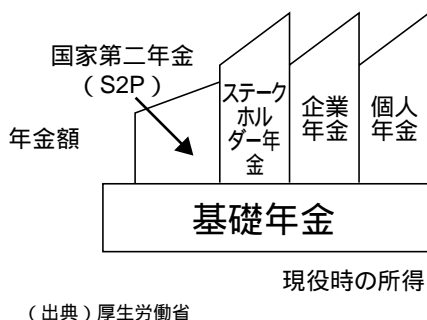 国家第二年金
（S2P）
年金額
ステーク
ホル
ダー年
金
企業
年金
個人
年金
基礎年金
現役時の所得
（出典）厚生労働省